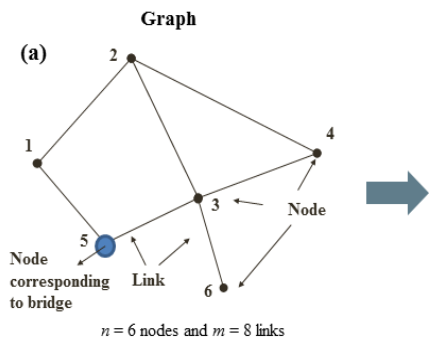 Graph
(a)
2
1
4
3
Node
5
Node
corresponding
to bridge
Link
6
n = 6 nodes and m = 8 links